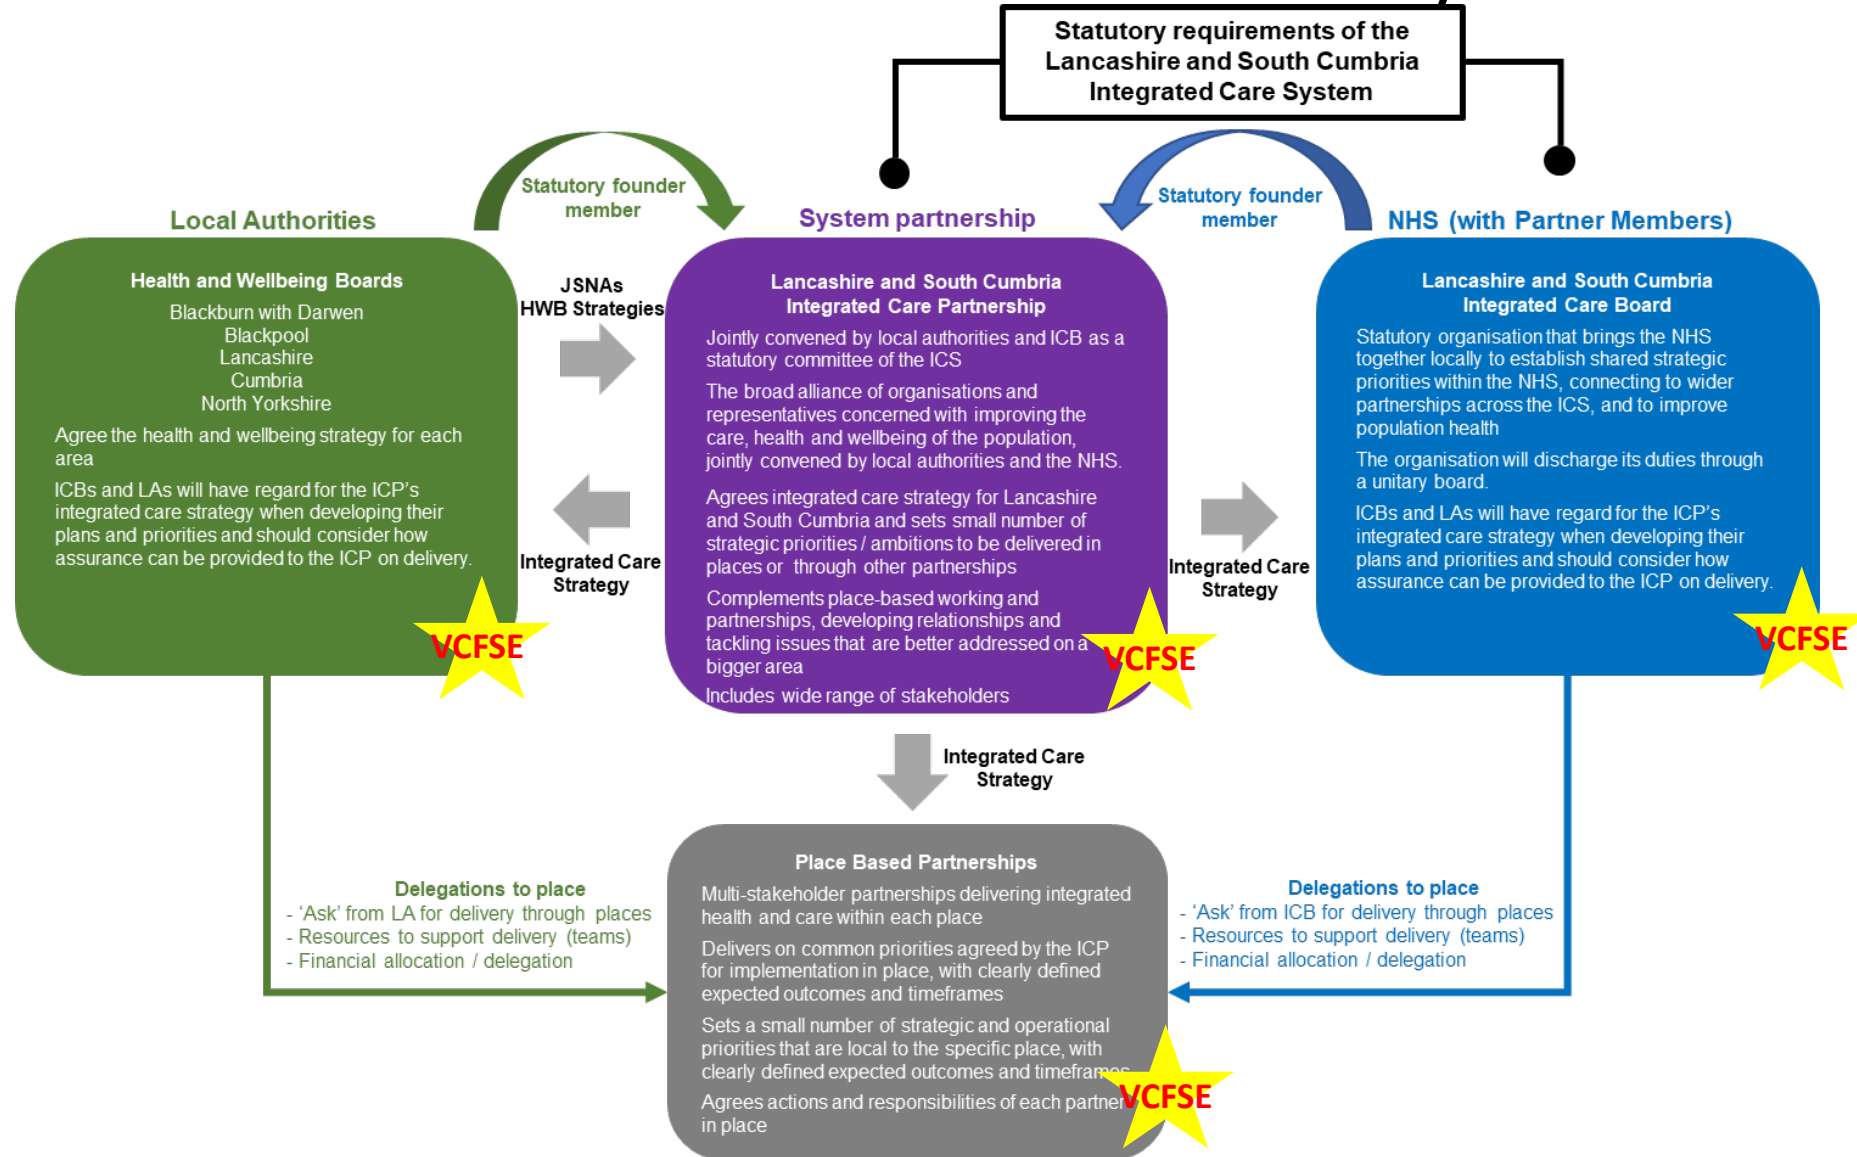 Statutory requirements of the
Lancashire and South Cumbria
Integrated Care System
Statutory founder
member
Statutory founder
member
Local Authorities
System partnership
NHS (with Partner Members)
Health and Wellbeing Boards
Blackburn with Darwen
Blackpool
Lancashire
Cumbria
North Yorkshire
Agree the health and wellbeing strategy for each
area
ICBs and LAs will have regard for the ICP's
integrated care strategy when developing their
plans and priorities and should consider how
assurance can be provided to the ICP on delivery.
VCFSE
JSNAs
HWB Strategies
Integrated Care
Strategy
Lancashire and South Cumbria
Integrated Care Partnership
Jointly convened by local authorities and ICB as a
statutory committee of the ICS
The broad alliance of organisations and
representatives concerned with improving the
care, health and wellbeing of the population,
jointly convened by local authorities and the NHS.
Agrees integrated care strategy for Lancashire
and South Cumbria and sets small number of
strategic priorities / ambitions to be delivered in
places or through other partnerships
Complements place-based working and
partnerships, developing relationships and
tackling issues that are better addressed on a
bigger area
Includes wide range of stakeholders
VCFSE
Integrated Care
Strategy
Lancashire and South Cumbria
Integrated Care Board
Statutory organisation that brings the NHS
together locally to establish shared strategic
priorities within the NHS, connecting to wider
partnerships across the ICS, and to improve
population health
The organisation will discharge its duties through
a unitary board.
ICBs and LAs will have regard for the ICP's
integrated care strategy when developing their
plans and priorities and should consider how
assurance can be provided to the ICP on delivery.
VCFSE
Integrated Care
Strategy
Delegations to place
- 'Ask' from LA for delivery through places
- Resources to support delivery (teams)
- Financial allocation / delegation
Place Based Partnerships
Multi-stakeholder partnerships delivering integrated
health and care within each place
Delivers on common priorities agreed by the ICP
for implementation in place, with clearly defined
expected outcomes and timeframes
Sets a small number of strategic and operational
priorities that are local to the specific place, with
clearly defined expected outcomes and timeframes
Agrees actions and responsibilities of each partner
in place
VCFSE
Delegations to place
- 'Ask' from ICB for delivery through places
- Resources to support delivery (teams)
- Financial allocation / delegation